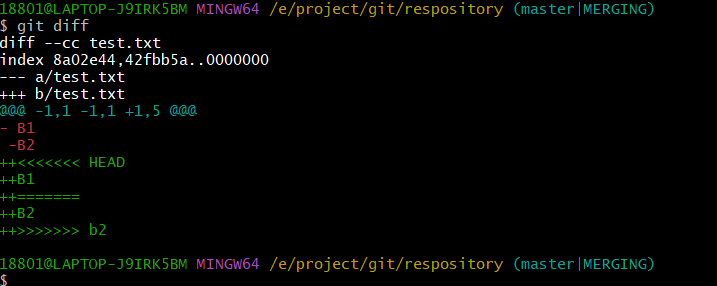 18801@LAPTOP-J9IRK5BM MINGW64 /e/project/git/respository (master|MERGING)
$ git diff
diff --cc test.txt
index 8a02e44,42fbb5a..0000000
--- a/test.txt
+++ b/test.txt
@@@ -1,1 -1,1 +1,5 @@@
- B1
 -B2
++<<<<<<< HEAD
++B1
++=======
++B2
++>>>>>>> b2
18801@LAPTOP-J9IRK5BM MINGW64 /e/project/git/respository (master|MERGING)
$